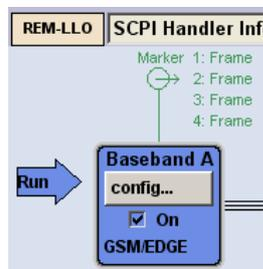 REM-LLO
SCPI Handler Inf
Marker 1: Frame
2: Frame
3: Frame
4: Frame
Run
Baseband A
config...
On
GSM/EDGE